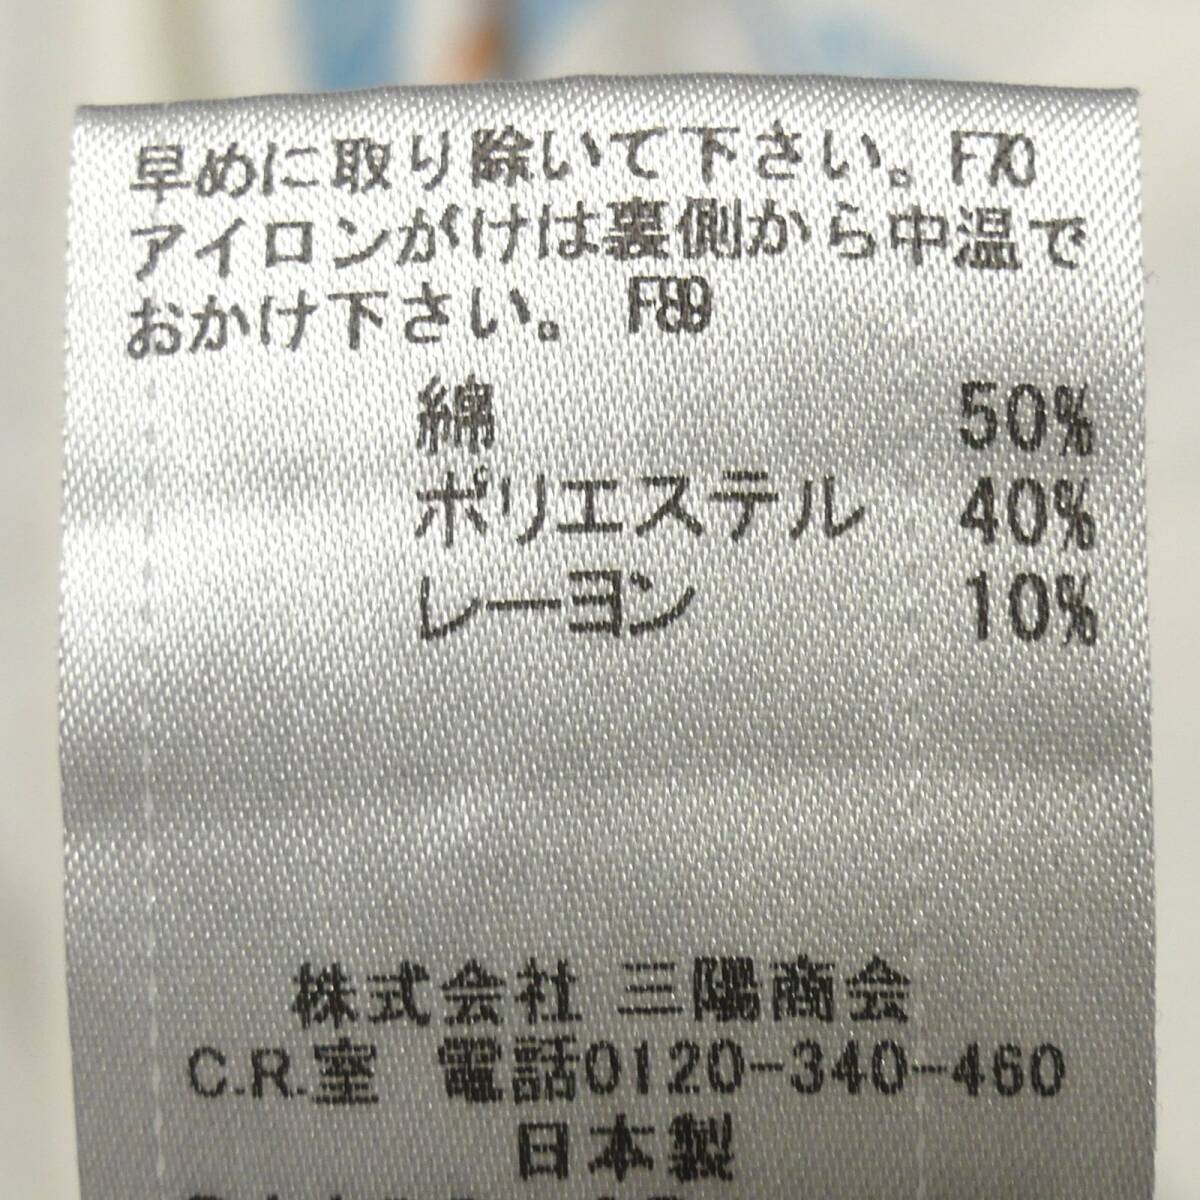 早めに取り除いて下さい。F70
アイロンがけは裏側から中温で
おかけ下さい。 F89
綿 50%
ポリエステル 40%
レーヨン 10%
株式会社 三陽商会
C.R.室 電話0120-340-460
日本製